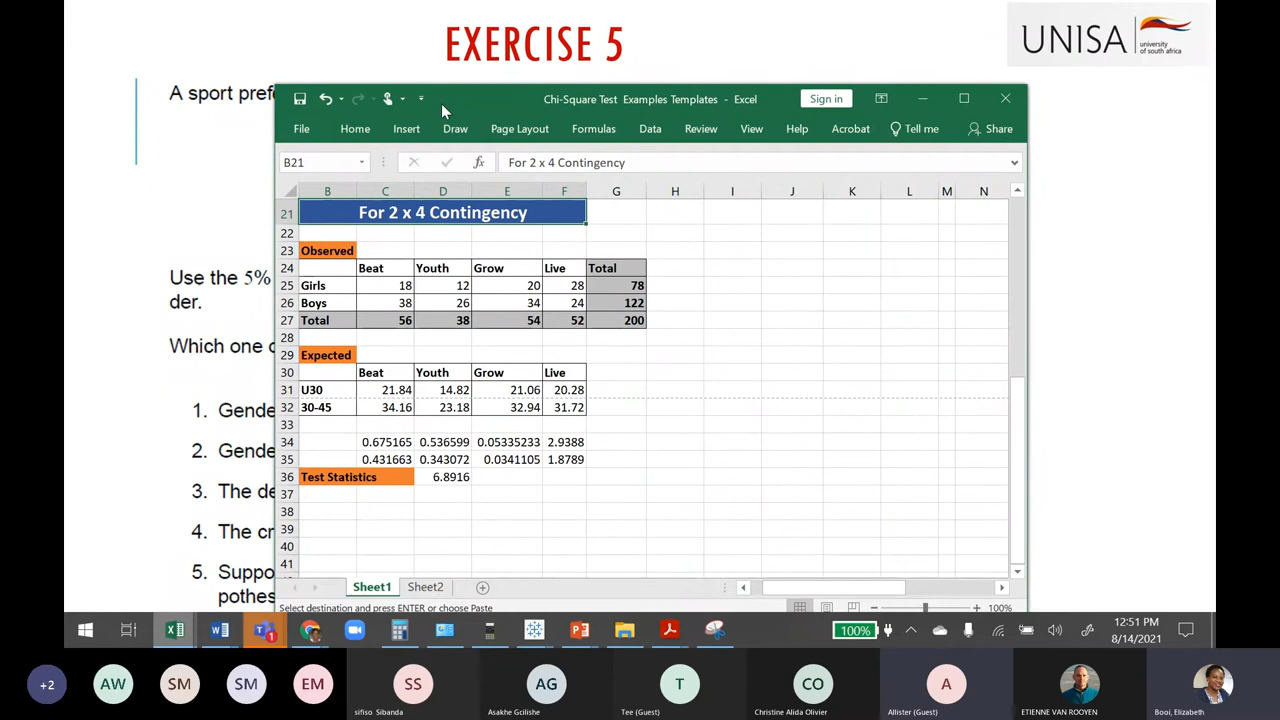 EXERCISE 5
UNISA
university
of south africa
A sport prefe
Use the 5%
der.
Which one o
1. Gende
2. Gende
3. The de
4. The cr
5. Suppo
pothes
Chi-Square Test Examples Templates - Excel
Sign in
File Home Insert Draw Page Layout Formulas Data Review View Help Acrobat Tell me Share
B21 fx For 2 x 4 Contingency
B C D E F G H I J K L M N
21 For 2 x 4 Contingency
22
23 Observed
24 Beat Youth Grow Live Total
25 Girls 18 12 20 28 78
26 Boys 38 26 34 24 122
27 Total 56 38 54 52 200
28
29 Expected
30 Beat Youth Grow Live
31 U30 21.84 14.82 21.06 20.28
32 30-45 34.16 23.18 32.94 31.72
33
34 0.675165 0.536599 0.05335233 2.9388
35 0.431663 0.343072 0.0341105 1.8789
36 Test Statistics 6.8916
37
38
39
40
41
Sheet1 Sheet2
Select destination and press ENTER or choose Paste 100%
100% 12:51 PM
8/14/2021
+2 AW SM SM EM SS AG T CO A
sifiso Sibanda Asakhe Gcilishe Tee (Guest) Christine Alida Olivier Allister (Guest) ETIENNE VAN ROOYEN Booi, Elizabeth